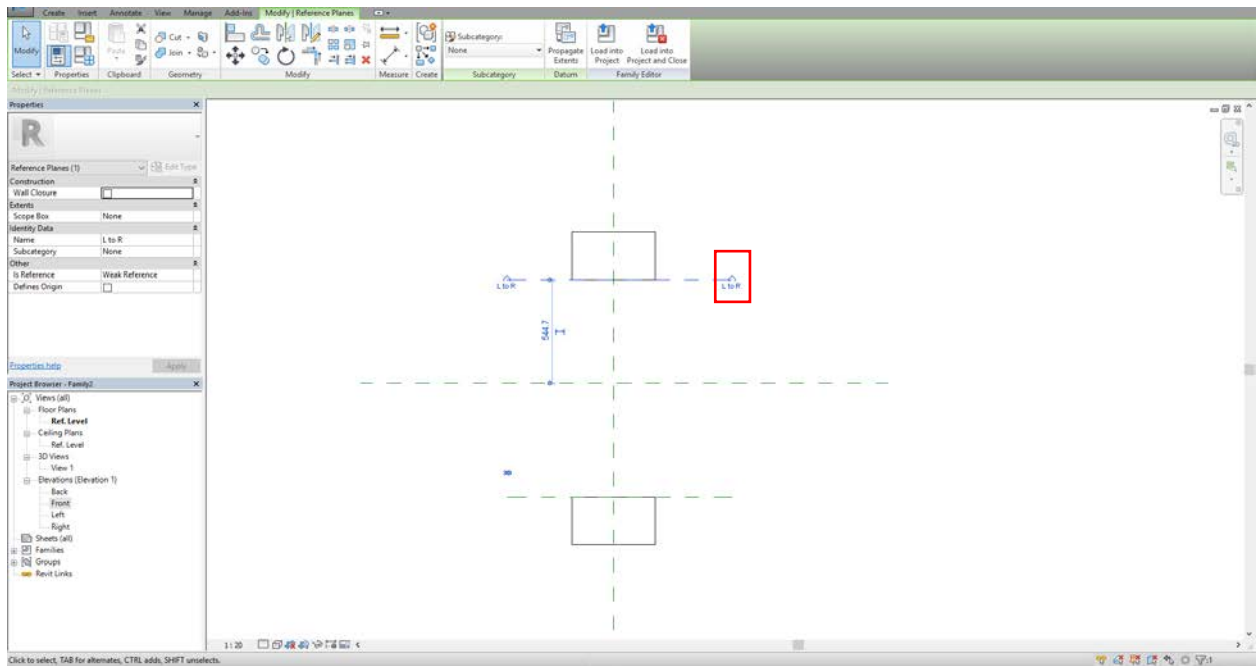 Create Insert Annotate View Manage Add-Ins Modify | Reference Planes
Modify
Paste
Cut
Join
Subcategory:
None
Propagate Extents
Load into Project
Load into Project and Close
Select Properties Clipboard Geometry Modify Measure Create Subcategory Datum Family Editor
Modify | Reference Planes
Properties
R
Reference Planes (1) Edit Type
Construction
Wall Closure
Extents
Scope Box None
Identity Data
Name L to R
Subcategory None
Other
Is Reference Weak Reference
Defines Origin
Properties help Apply
Project Browser - Family2
Views (all)
Floor Plans
Ref. Level
Ceiling Plans
Ref. Level
3D Views
View 1
Elevations (Elevation 1)
Back
Front
Left
Right
Sheets (all)
Families
Groups
Revit Links
L to R L to R
544.7
3D
1 : 20
Click to select, TAB for alternates, CTRL adds, SHIFT unselects.